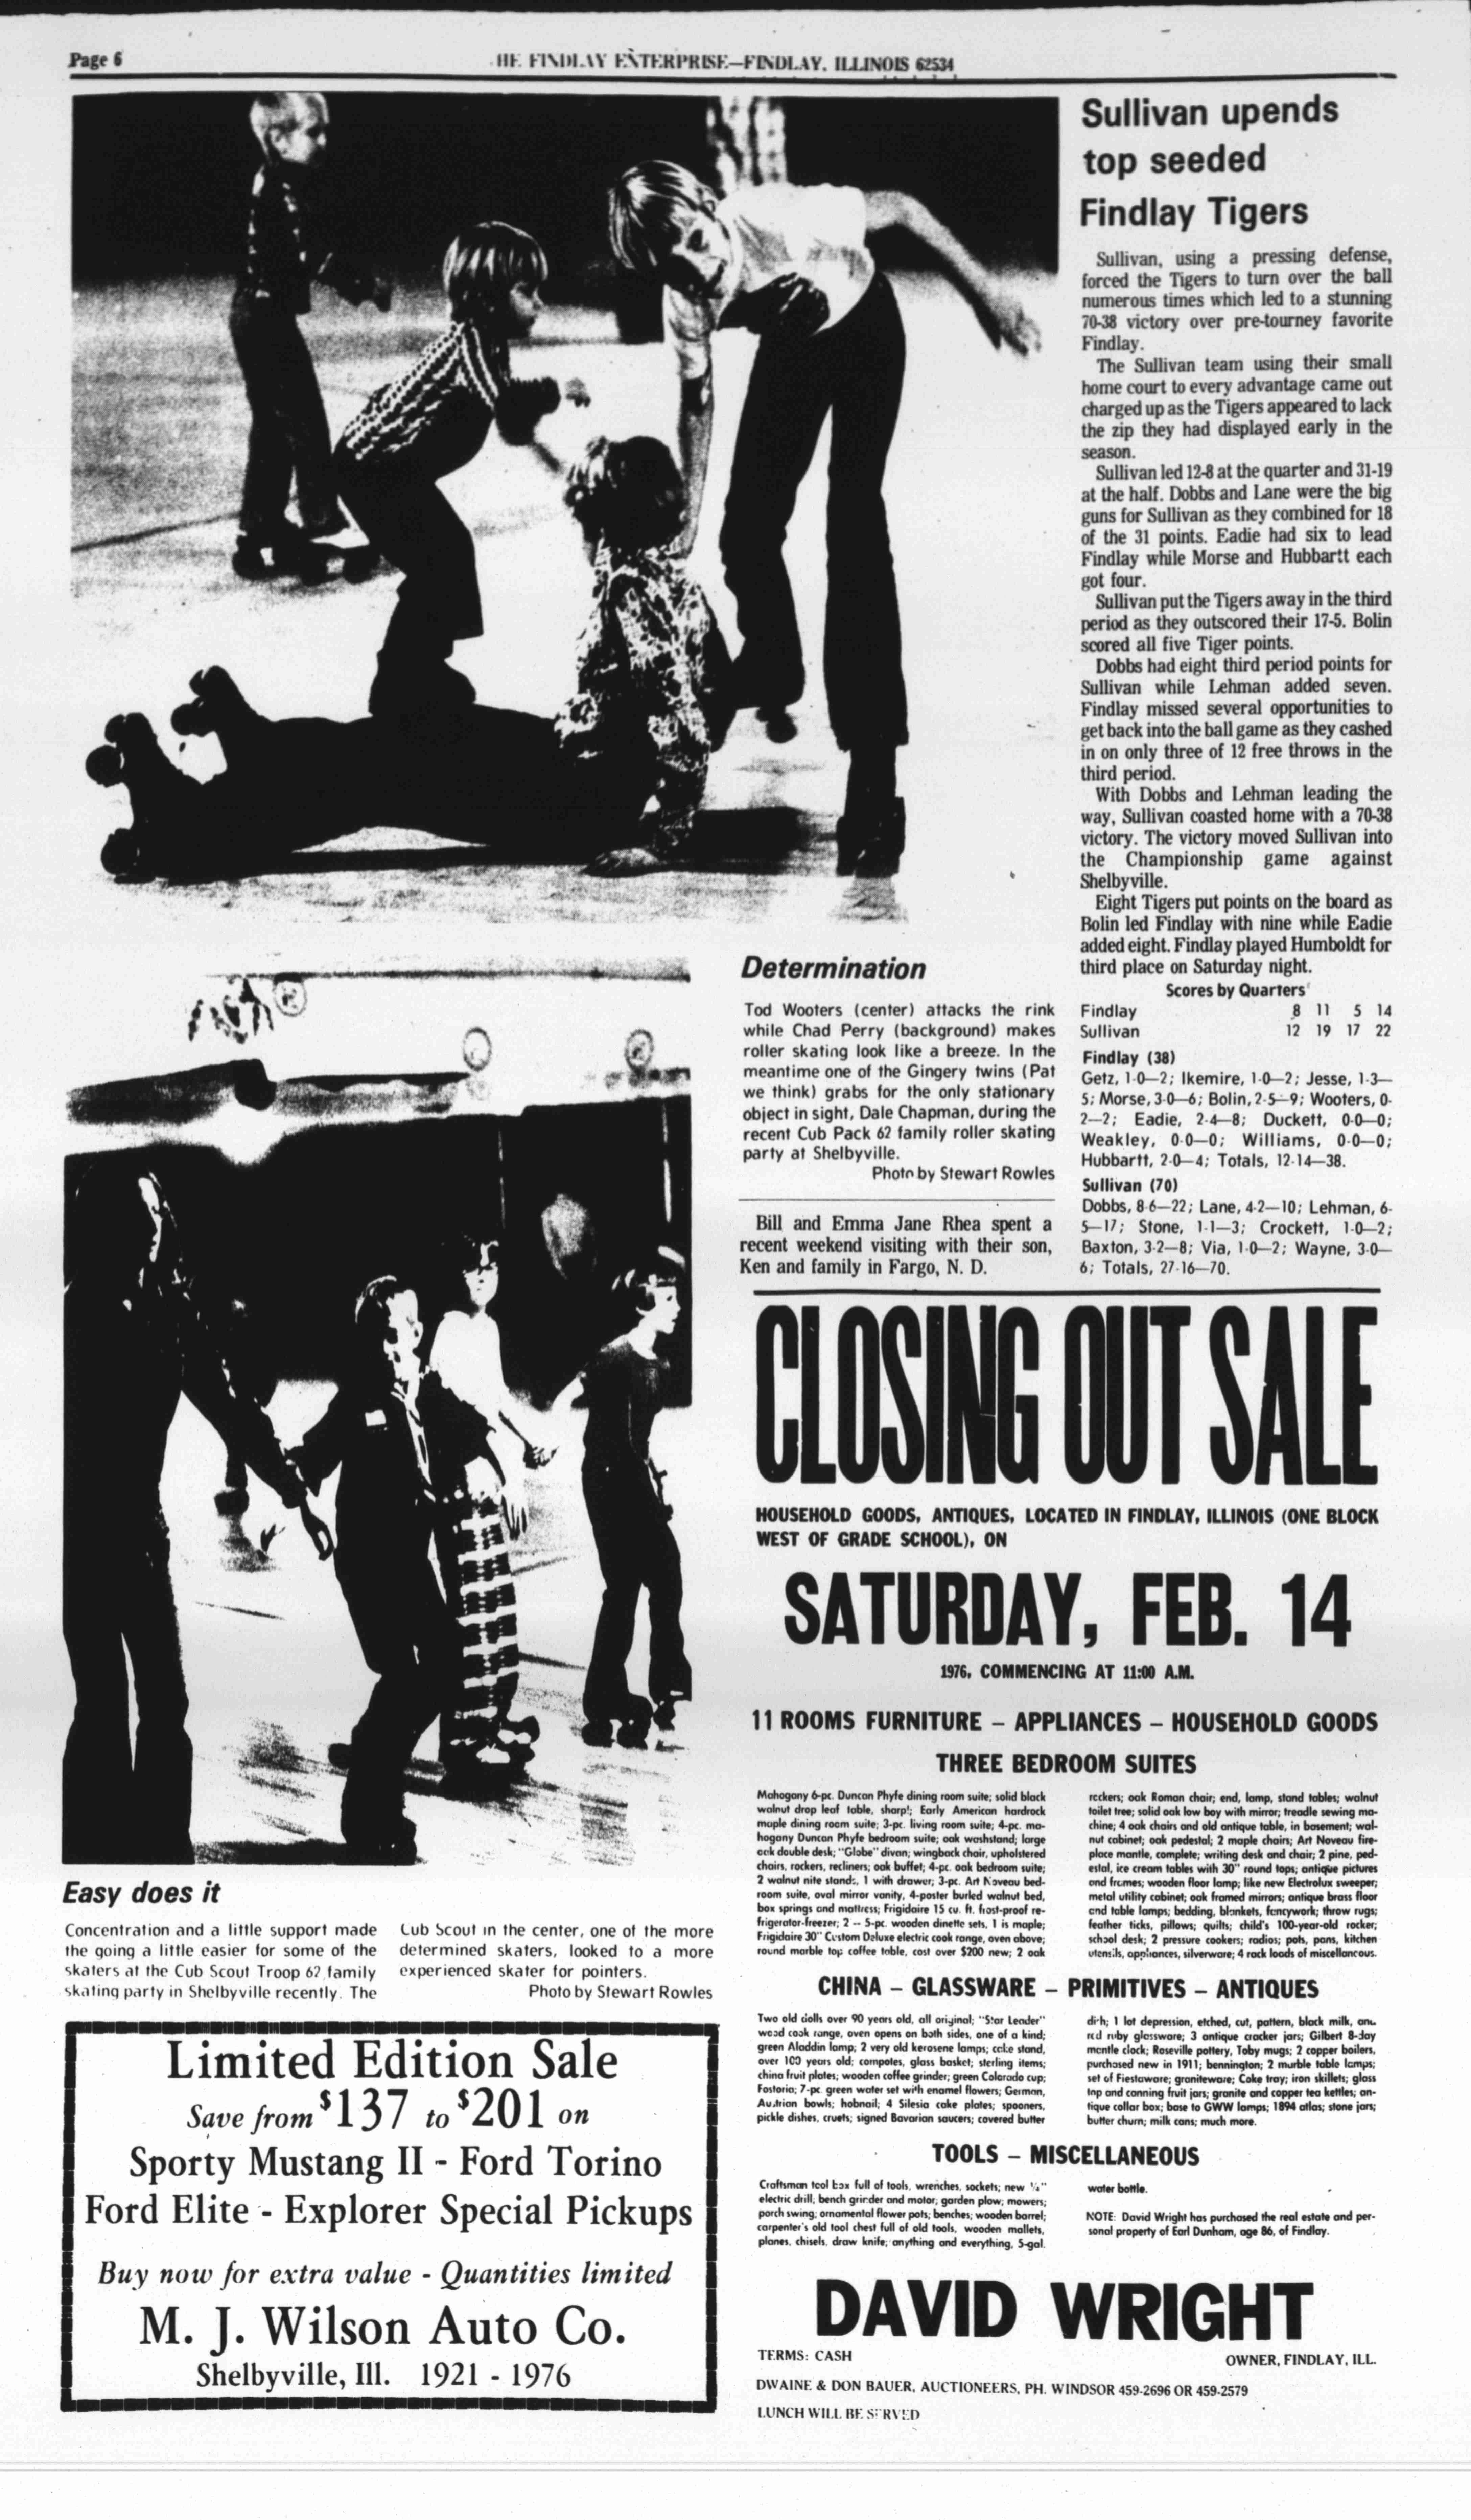 Page 6
HE FINDLAY ENTERPRISE—FINDLAY, ILLINOIS 62534
Sullivan upends
top seeded
Findlay Tigers
Sullivan, using a pressing defense,
forced the Tigers to turn over the ball
numerous times which led to a stunning
70-38 victory over pre-tourney favorite
Findlay.
The Sullivan team using their small
home court to every advantage came out
charged up as the Tigers appeared to lack
the zip they had displayed early in the
season.
Sullivan led 12-8 at the quarter and 31-19
at the half. Dobbs and Lane were the big
guns for Sullivan as they combined for 18
of the 31 points. Eadie had six to lead
Findlay while Morse and Hubbartt each
got four.
Sullivan put the Tigers away in the third
period as they outscored their 17-5. Bolin
scored all five Tiger points.
Dobbs had eight third period points for
Sullivan while Lehman added seven.
Findlay missed several opportunities to
get back into the ball game as they cashed
in on only three of 12 free throws in the
third period.
With Dobbs and Lehman leading the
way, Sullivan coasted home with a 70-38
victory. The victory moved Sullivan into
the Championship game against
Shelbyville.
Eight Tigers put points on the board as
Bolin led Findlay with nine while Eadie
added eight. Findlay played Humboldt for
third place on Saturday night.
Scores by Quarters
Findlay 8 11 5 14
Sullivan 12 19 17 22
Findlay (38)
Getz, 1-0—2; Ikemire, 1-0—2; Jesse, 1-3—
5; Morse, 3-0—6; Bolin, 2-5—9; Wooters, 0-
2—2; Eadie, 2-4—8; Duckett, 0-0—0;
Weakley, 0-0—0; Williams, 0-0—0;
Hubbartt, 2-0—4; Totals, 12-14—38.
Sullivan (70)
Dobbs, 8-6—22; Lane, 4-2—10; Lehman, 6-
5—17; Stone, 1-1—3; Crockett, 1-0—2;
Baxton, 3-2—8; Via, 1-0—2; Wayne, 3-0—
6; Totals, 27-16—70.
Determination
Tod Wooters (center) attacks the rink
while Chad Perry (background) makes
roller skating look like a breeze. In the
meantime one of the Gingery twins (Pat
we think) grabs for the only stationary
object in sight, Dale Chapman, during the
recent Cub Pack 62 family roller skating
party at Shelbyville.
Photo by Stewart Rowles
Bill and Emma Jane Rhea spent a
recent weekend visiting with their son,
Ken and family in Fargo, N. D.
Easy does it
Concentration and a little support made
the going a little easier for some of the
skaters at the Cub Scout Troop 62 family
skating party in Shelbyville recently. The
Cub Scout in the center, one of the more
determined skaters, looked to a more
experienced skater for pointers.
Photo by Stewart Rowles
Limited Edition Sale
Save from $137 to $201 on
Sporty Mustang II - Ford Torino
Ford Elite - Explorer Special Pickups
Buy now for extra value - Quantities limited
M. J. Wilson Auto Co.
Shelbyville, Ill. 1921 - 1976
CLOSING OUT SALE
HOUSEHOLD GOODS, ANTIQUES, LOCATED IN FINDLAY, ILLINOIS (ONE BLOCK
WEST OF GRADE SCHOOL), ON
SATURDAY, FEB. 14
1976, COMMENCING AT 11:00 A.M.
11 ROOMS FURNITURE – APPLIANCES – HOUSEHOLD GOODS
THREE BEDROOM SUITES
Mahogany 6-pc. Duncan Phyfe dining room suite; solid black
walnut drop leaf table, sharp!; Early American hardrock
maple dining room suite; 3-pc. living room suite; 4-pc. ma-
hogany Duncan Phyfe bedroom suite; oak washstand; large
oak double desk; "Globe" divan; wingback chair, upholstered
chairs, rockers, recliners; oak buffet; 4-pc. oak bedroom suite;
2 walnut nite stands, 1 with drawer; 3-pc. Art Noveau bed-
room suite, oval mirror vanity, 4-poster burled walnut bed,
box springs and mattress; Frigidaire 15 cu. ft. frost-proof re-
frigerator-freezer; 2 -- 5-pc. wooden dinette sets, 1 is maple;
Frigidaire 30" Custom Deluxe electric cook range, oven above;
round marble top coffee table, cost over $200 new; 2 oak
rockers; oak Roman chair; end, lamp, stand tables; walnut
toilet tree; solid oak low boy with mirror; treadle sewing ma-
chine; 4 oak chairs and old antique table, in basement; wal-
nut cabinet; oak pedestal; 2 maple chairs; Art Noveau fire-
place mantle, complete; writing desk and chair; 2 pine, ped-
estal, ice cream tables with 30" round tops; antique pictures
and frames; wooden floor lamp; like new Electrolux sweeper;
metal utility cabinet; oak framed mirrors; antique brass floor
and table lamps; bedding, blankets, fancywork; throw rugs;
feather ticks, pillows; quilts; child's 100-year-old rocker;
school desk; 2 pressure cookers; radios; pots, pans, kitchen
utensils, appliances, silverware; 4 rack loads of miscellaneous.
CHINA – GLASSWARE – PRIMITIVES – ANTIQUES
Two old dolls over 90 years old, all original; "Star Leader"
wood cook range, oven opens on both sides, one of a kind;
green Aladdin lamp; 2 very old kerosene lamps; cake stand,
over 100 years old; compotes, glass basket; sterling items;
china fruit plates; wooden coffee grinder; green Colorado cup;
Fostoria; 7-pc. green water set with enamel flowers; German,
Austrian bowls; hobnail; 4 Silesia cake plates; spooners,
pickle dishes, cruets; signed Bavarian saucers; covered butter
dish; 1 lot depression, etched, cut, pattern, black milk, and
red ruby glassware; 3 antique cracker jars; Gilbert 8-day
mantle clock; Roseville pottery, Toby mugs; 2 copper boilers,
purchased new in 1911; bennington; 2 marble table lamps;
set of Fiestaware; graniteware; Coke tray; iron skillets; glass
top and canning fruit jars; granite and copper tea kettles; an-
tique collar box; base to GWW lamps; 1894 atlas; stone jars;
butter churn; milk cans; much more.
TOOLS – MISCELLANEOUS
Craftsman tool box full of tools, wrenches, sockets; new
electric drill; bench grinder and motor; garden plow; mowers;
porch swing; ornamental flower pots; benches; wooden barrel;
carpenter's old tool chest full of old tools, wooden mallets,
planes, chisels, draw knife; anything and everything, 5-gal.
water bottle.
NOTE: David Wright has purchased the real estate and per-
sonal property of Earl Dunham, age 86, of Findlay.
DAVID WRIGHT
TERMS: CASH
OWNER, FINDLAY, ILL.
DWAINE & DON BAUER, AUCTIONEERS, PH. WINDSOR 459-2696 OR 459-2579
LUNCH WILL BE SERVED